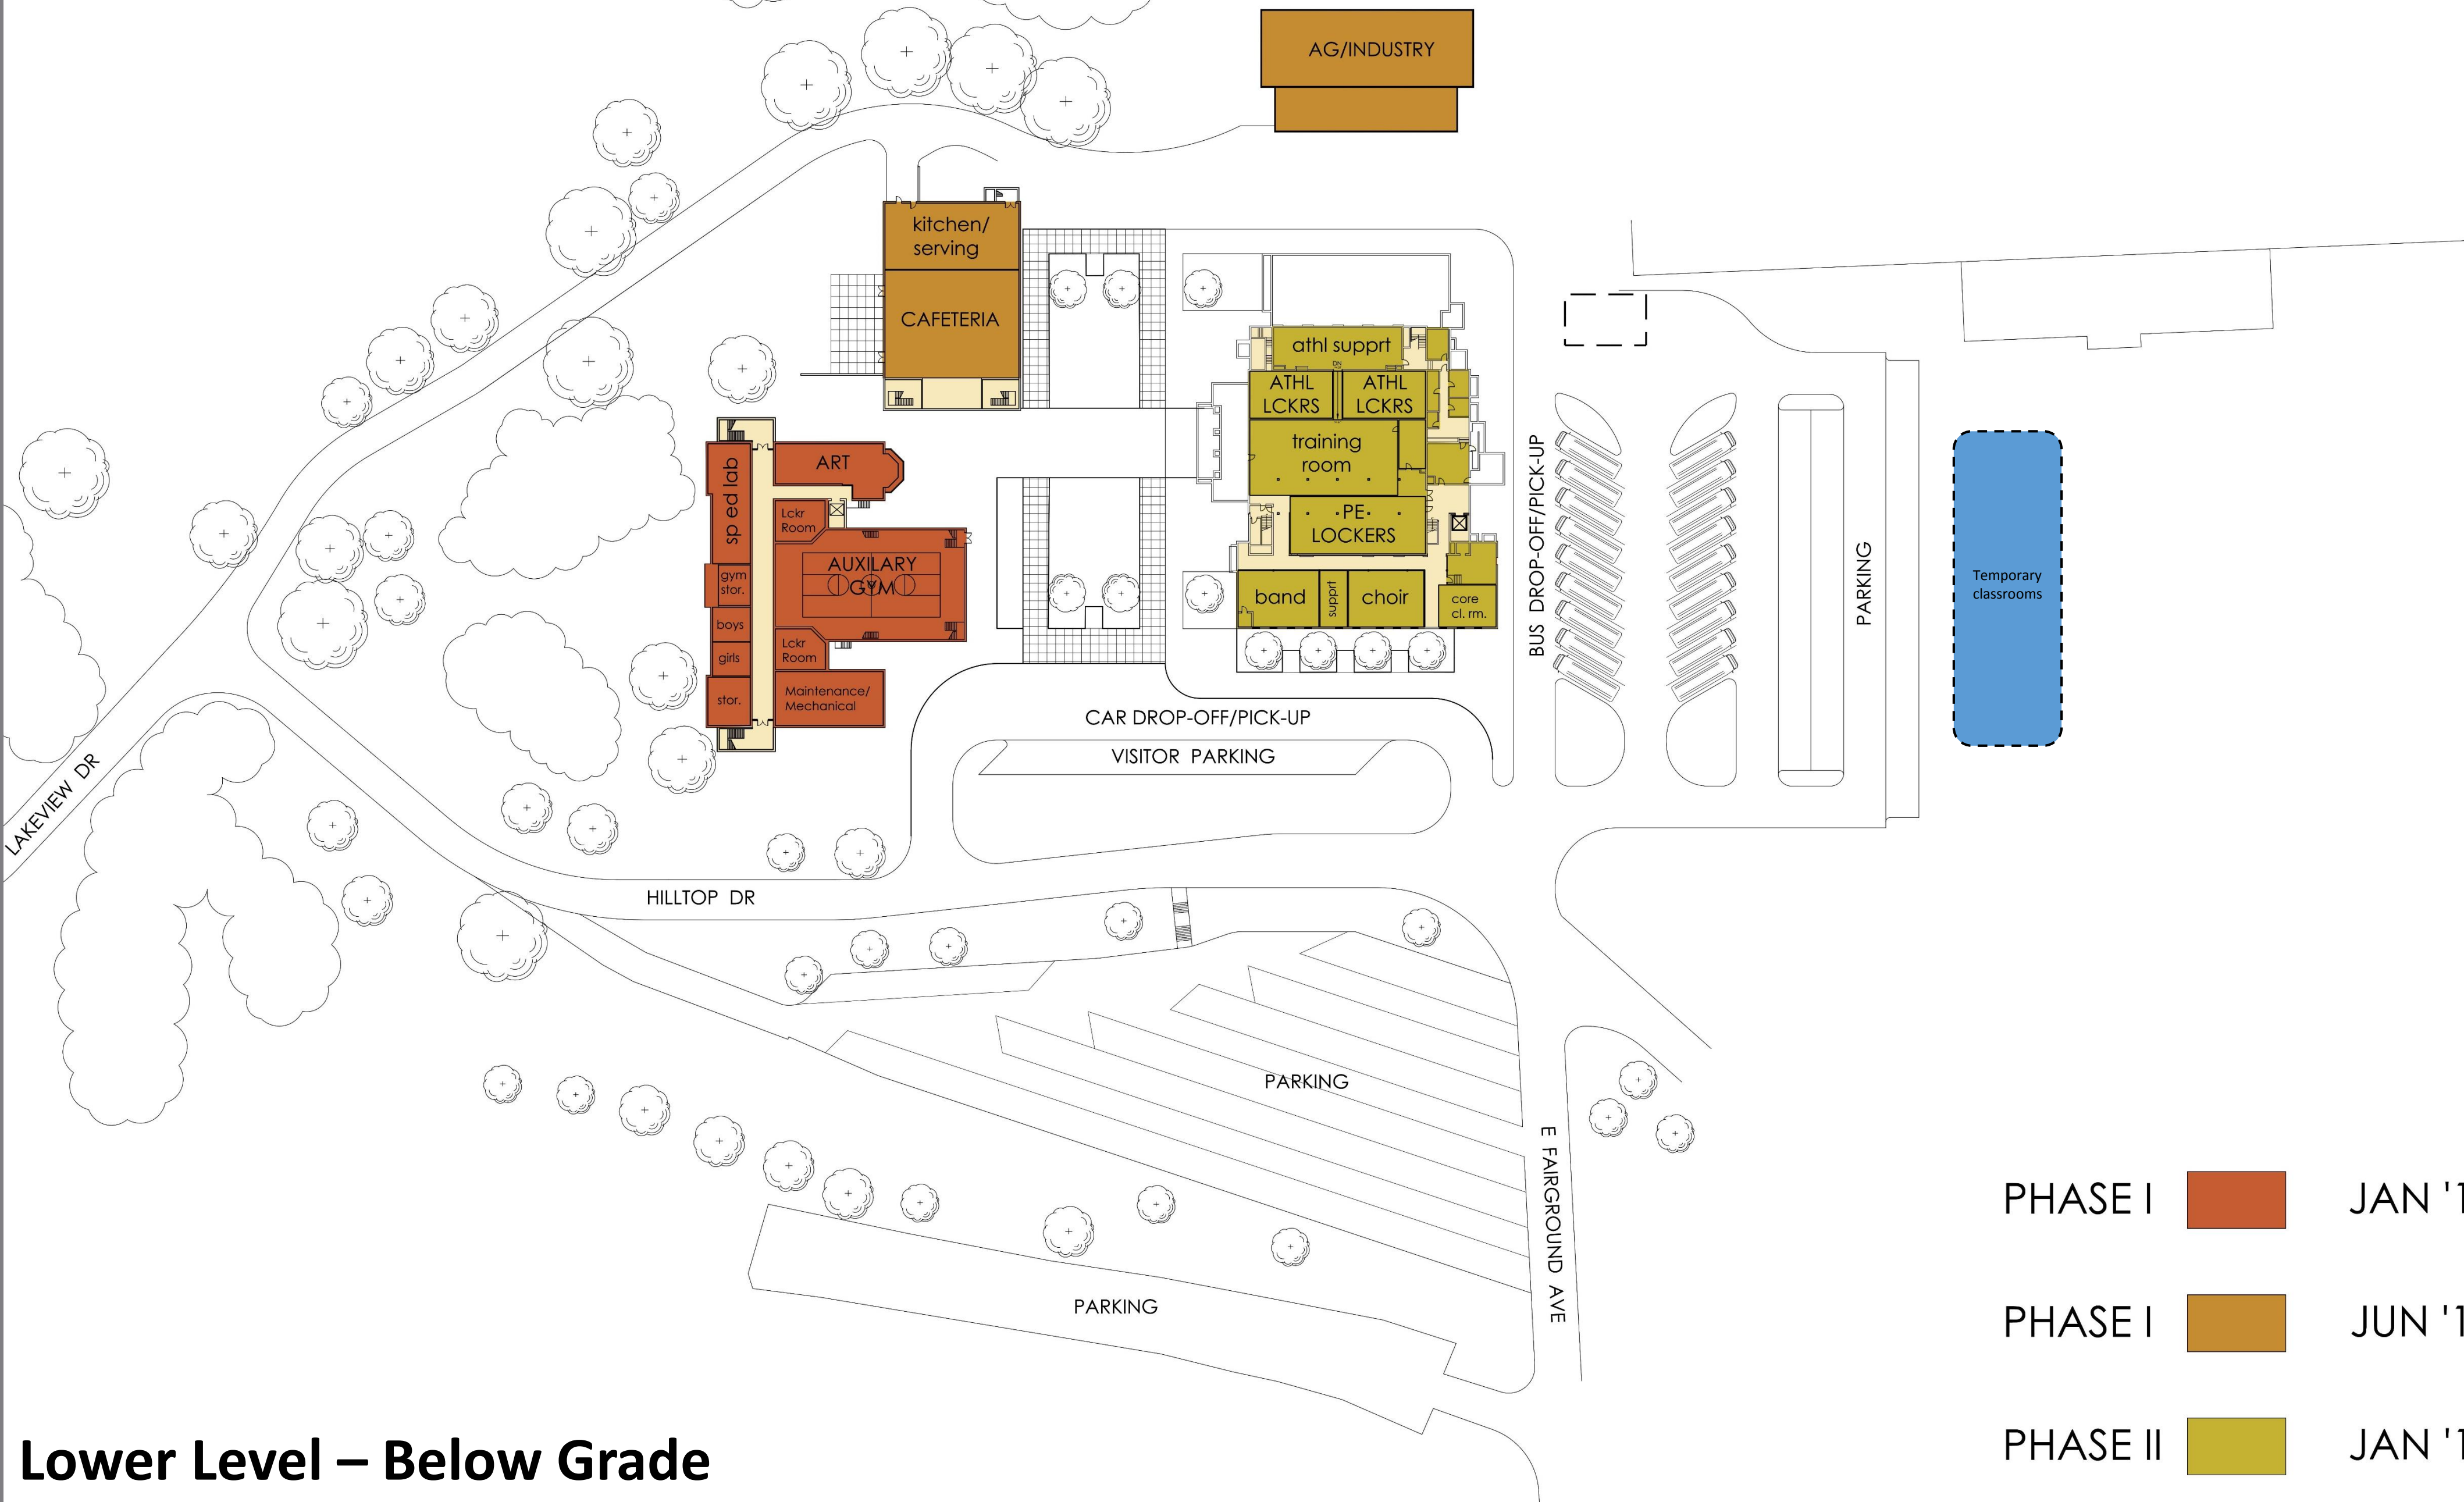 AG/INDUSTRY
kitchen/
serving
CAFETERIA
athl supprt
DN
ATHL
LCKRS
ATHL
LCKRS
training
room
PE
LOCKERS
band
supprt
choir
core
cl. rm.
ART
sp ed lab
Lckr
Room
AUXILARY
GYM
gym
stor.
boys
girls
stor.
Lckr
Room
Maintenance/
Mechanical
BUS DROP-OFF/PICK-UP
PARKING
Temporary
classrooms
CAR DROP-OFF/PICK-UP
VISITOR PARKING
LAKEVIEW DR
HILLTOP DR
PARKING
E FAIRGROUND AVE
PARKING
PHASE I JAN '1
PHASE I JUN '1
PHASE II JAN '1
Lower Level – Below Grade